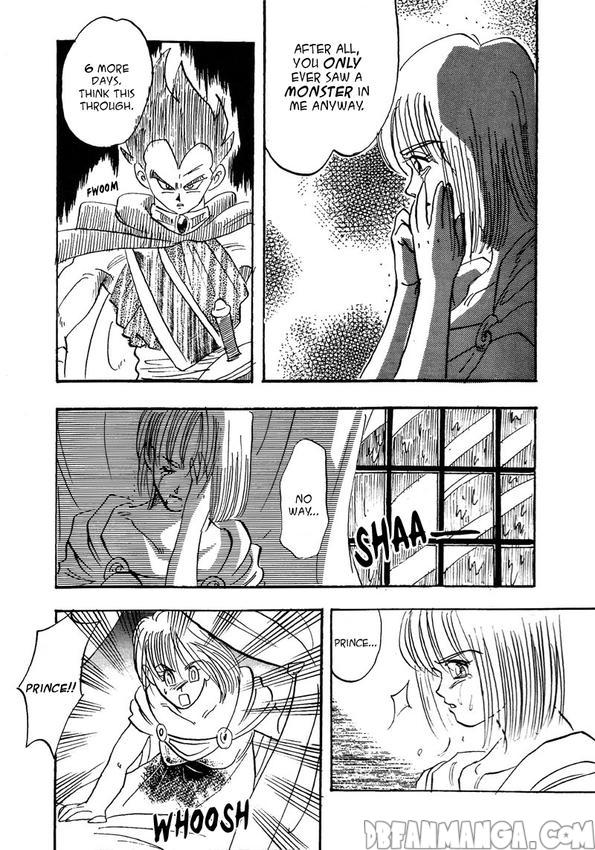 AFTER ALL,
YOU ONLY
EVER SAW A
MONSTER IN
ME ANYWAY.
6 MORE
DAYS.
THINK THIS
THROUGH.
FWOOM
SHAA
NO
WAY...
PRINCE...
PRINCE!!
WHOOSH
DBFANMANGA.COM